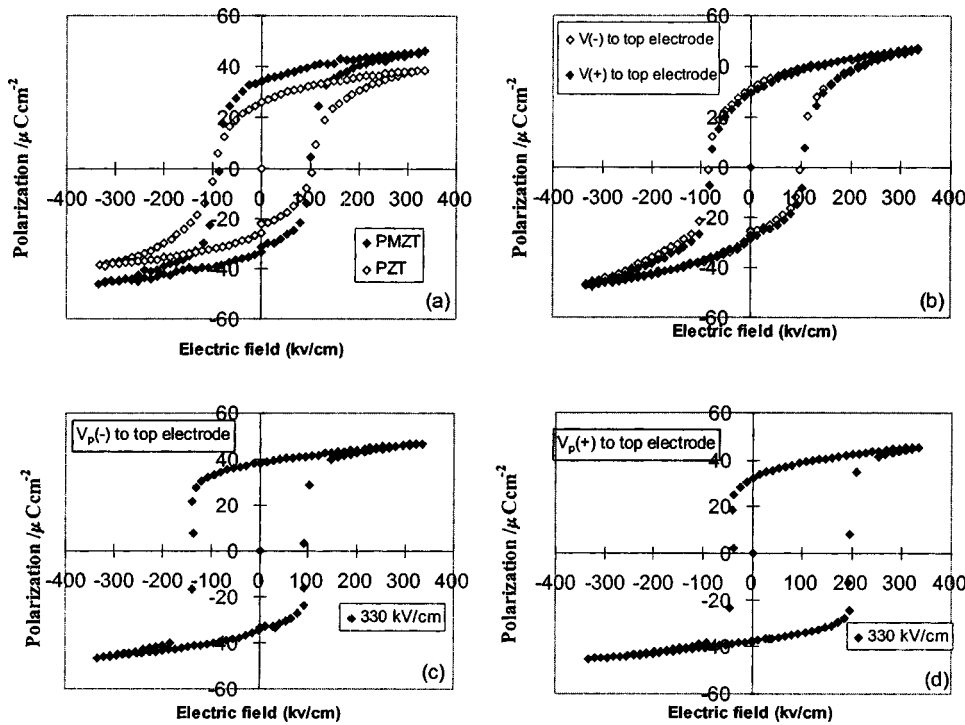 60
40
20
0
-20
-40
-60
-400 -300 -200 -100 0 100 200 300 400
Polarization /μCcm⁻²
Electric field (kv/cm)
◆ PMZT
◇ PZT
(a)
60
40
20
0
-20
-40
-60
-400 -300 -200 -100 0 100 200 300 400
Polarization /μCcm⁻²
Electric field (kv/cm)
◇ V(-) to top electrode
◆ V(+) to top electrode
(b)
60
40
20
0
-20
-40
-60
-400 -300 -200 -100 0 100 200 300 400
Polarization /μCcm⁻²
Electric field (kv/cm)
Vₚ(-) to top electrode
◆ 330 kV/cm
(c)
60
40
20
0
-20
-40
-60
-400 -300 -200 -100 0 100 200 300 400
Polarization /μCcm⁻²
Electric field (kv/cm)
Vₚ(+) to top electrode
◆ 330 kV/cm
(d)